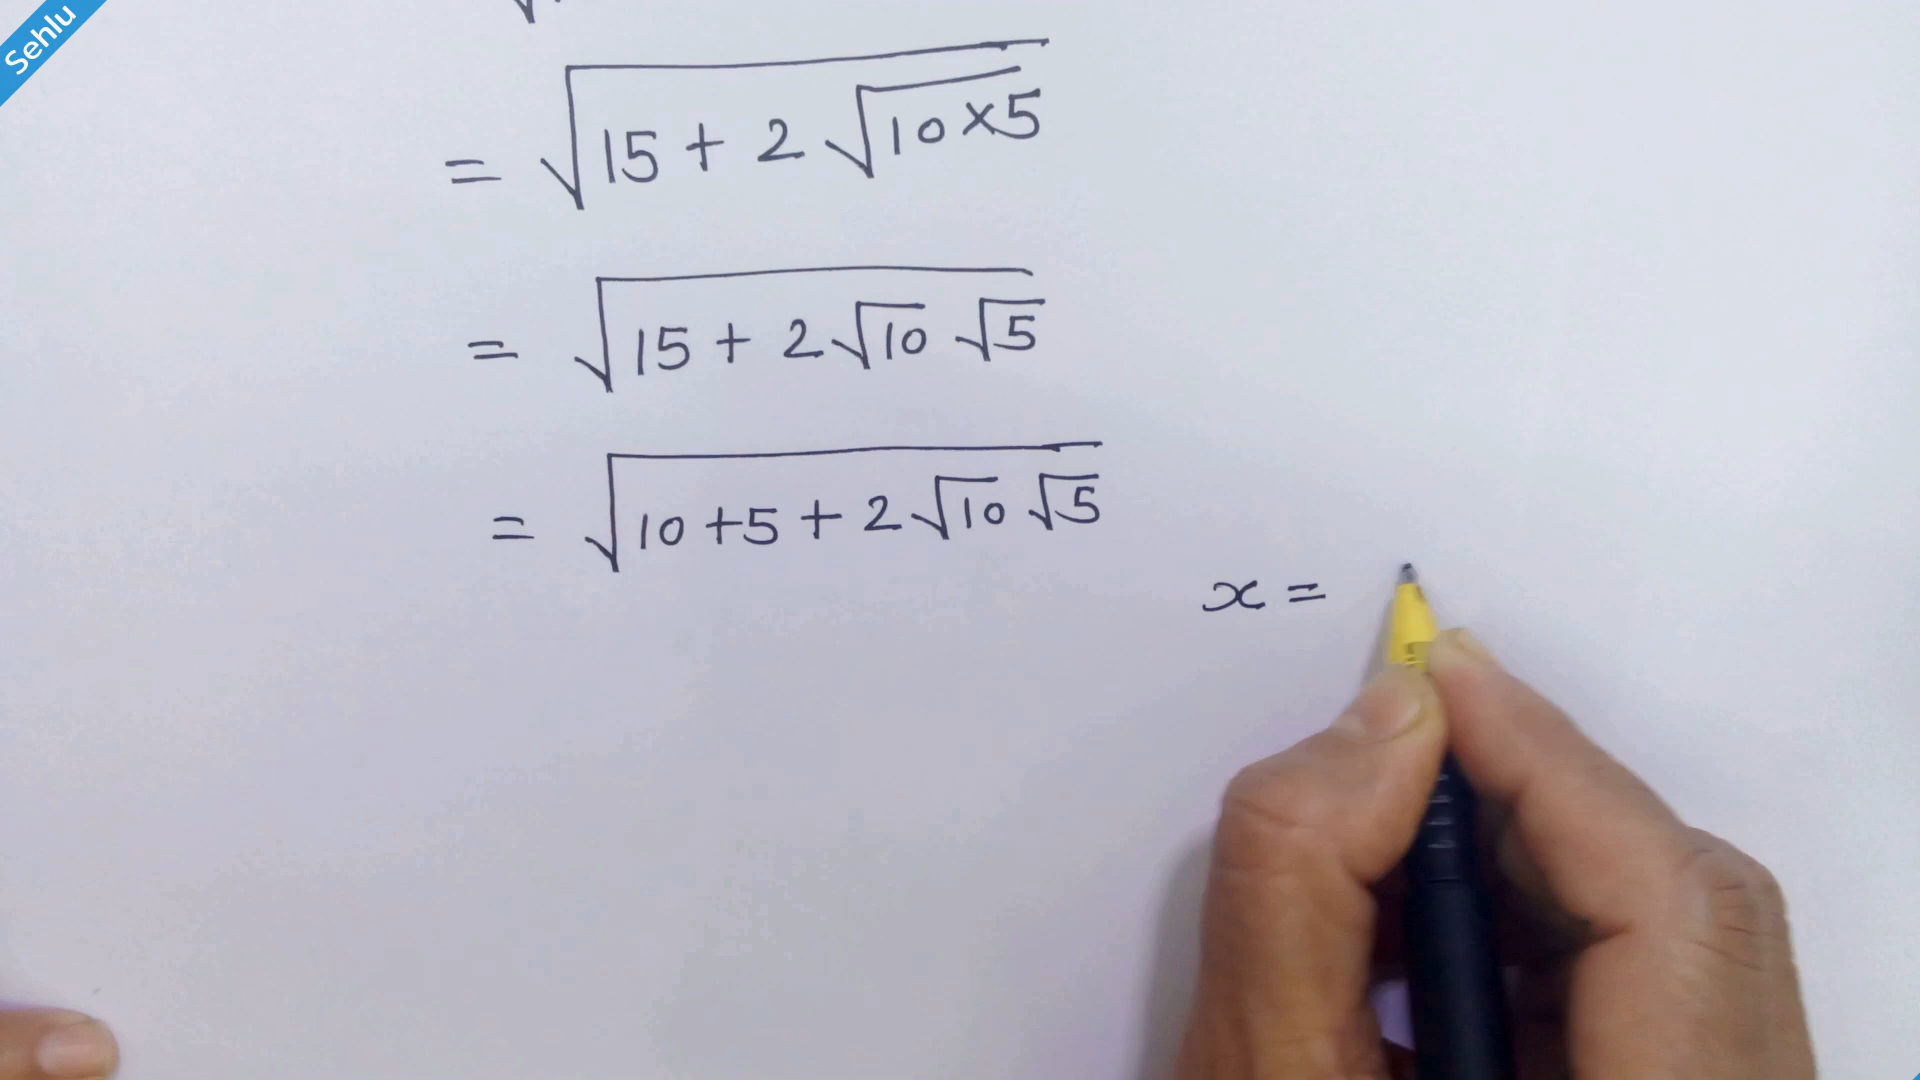 Sehlu
= √(15 + 2 √(10×5))
= √(15 + 2√10 √5)
= √(10+5+2√10 √5)
x =